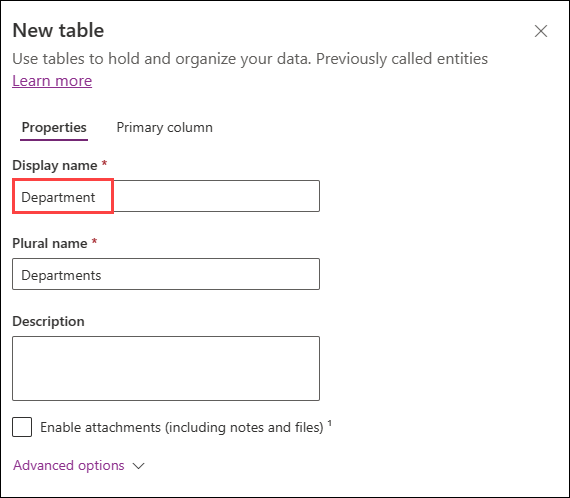 New table
Use tables to hold and organize your data. Previously called entities
Learn more
Properties Primary column
Display name *
Department
Plural name *
Departments
Description
Enable attachments (including notes and files) ¹
Advanced options